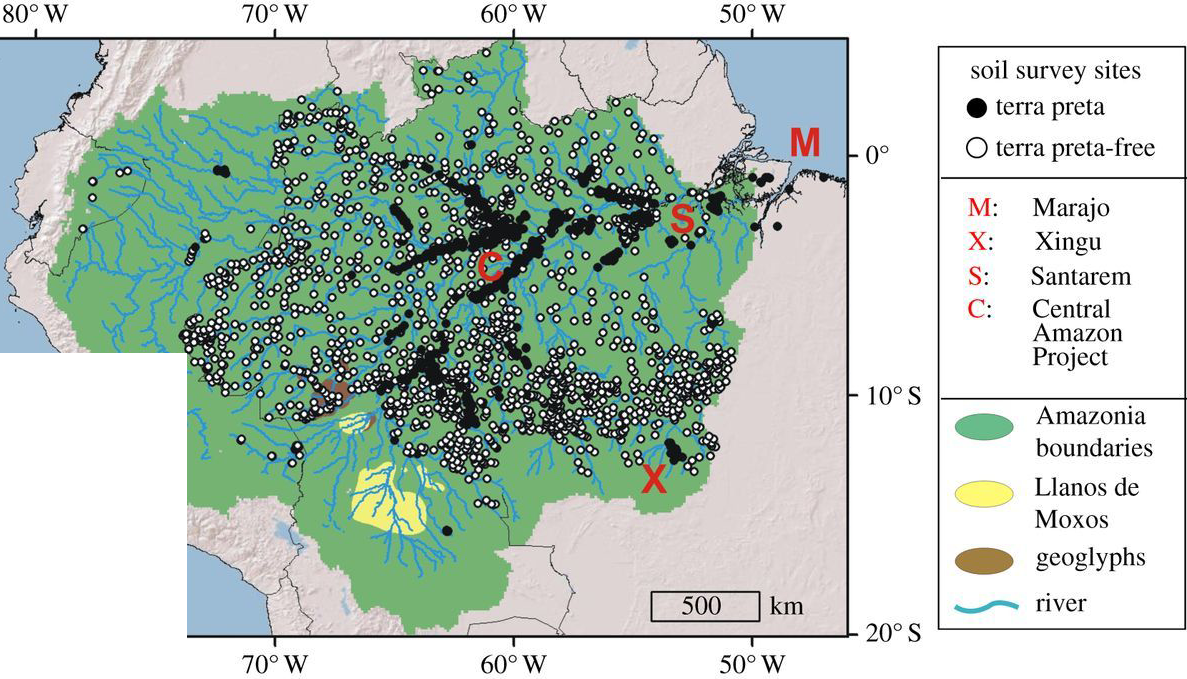 80° W 70° W 60° W 50° W
0°
10° S
20° S
M
S
C
X
500 km
70° W 60° W 50° W
soil survey sites
terra preta
terra preta-free
M: Marajo
X: Xingu
S: Santarem
C: Central
Amazon
Project
Amazonia
boundaries
Llanos de
Moxos
geoglyphs
river